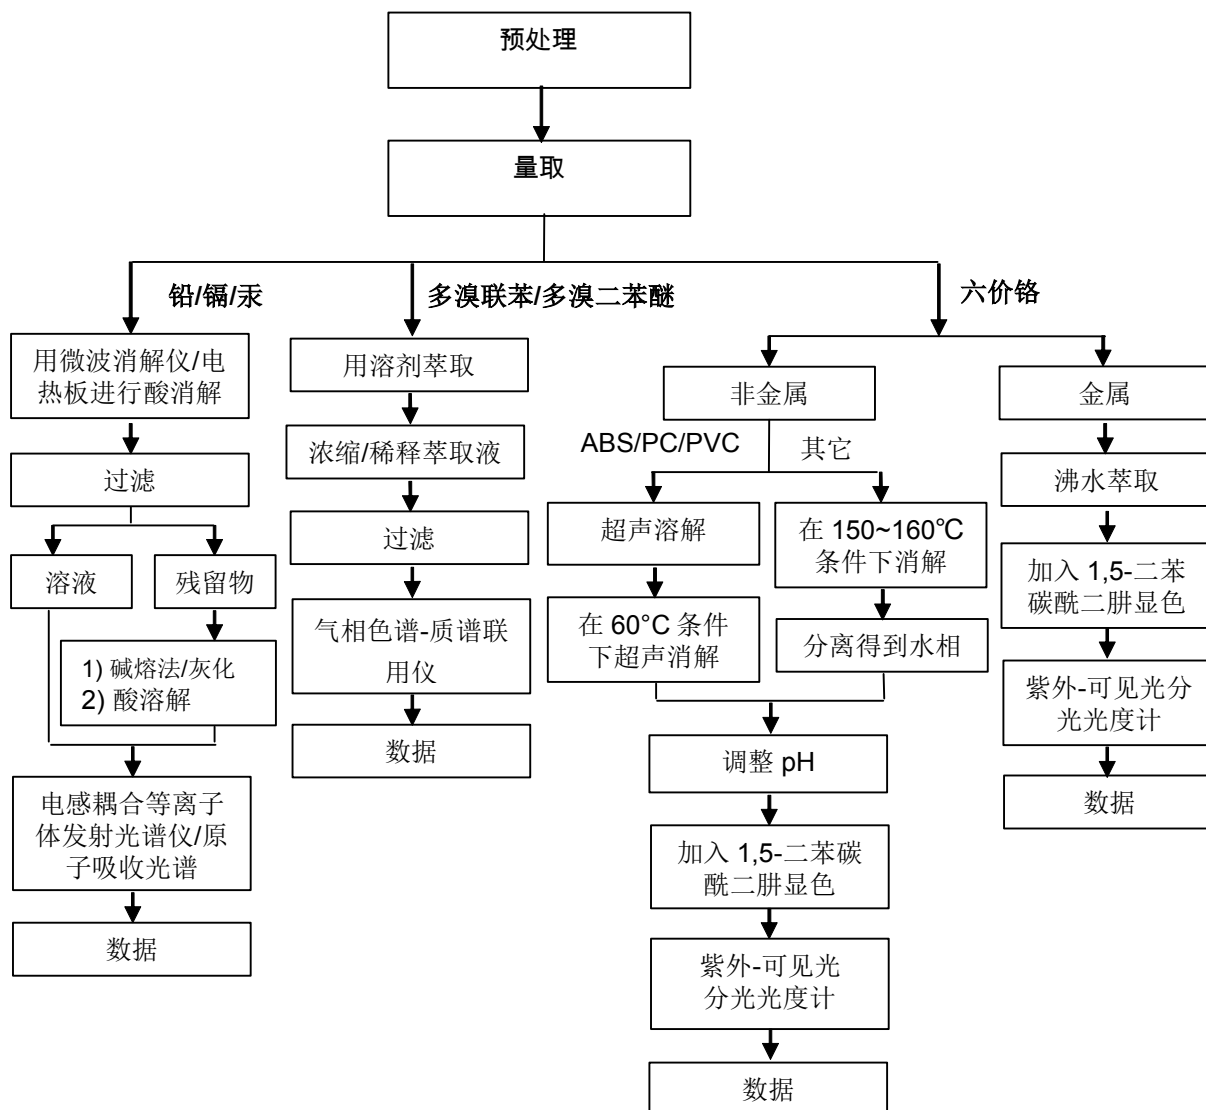 预处理
量取
铅/镉/汞
用微波消解仪/电
热板进行酸消解
过滤
溶液
残留物
1) 碱熔法/灰化
2) 酸溶解
电感耦合等离子
体发射光谱仪/原
子吸收光谱
数据
多溴联苯/多溴二苯醚
用溶剂萃取
浓缩/稀释萃取液
过滤
气相色谱-质谱联
用仪
数据
六价铬
非金属
ABS/PC/PVC
其它
超声溶解
在 60°C 条件
下超声消解
在 150~160℃
条件下消解
分离得到水相
调整 pH
加入 1,5-二苯碳
酰二肼显色
紫外-可见光
分光光度计
数据
金属
沸水萃取
加入 1,5-二苯
碳酰二肼显色
紫外-可见光分
光光度计
数据